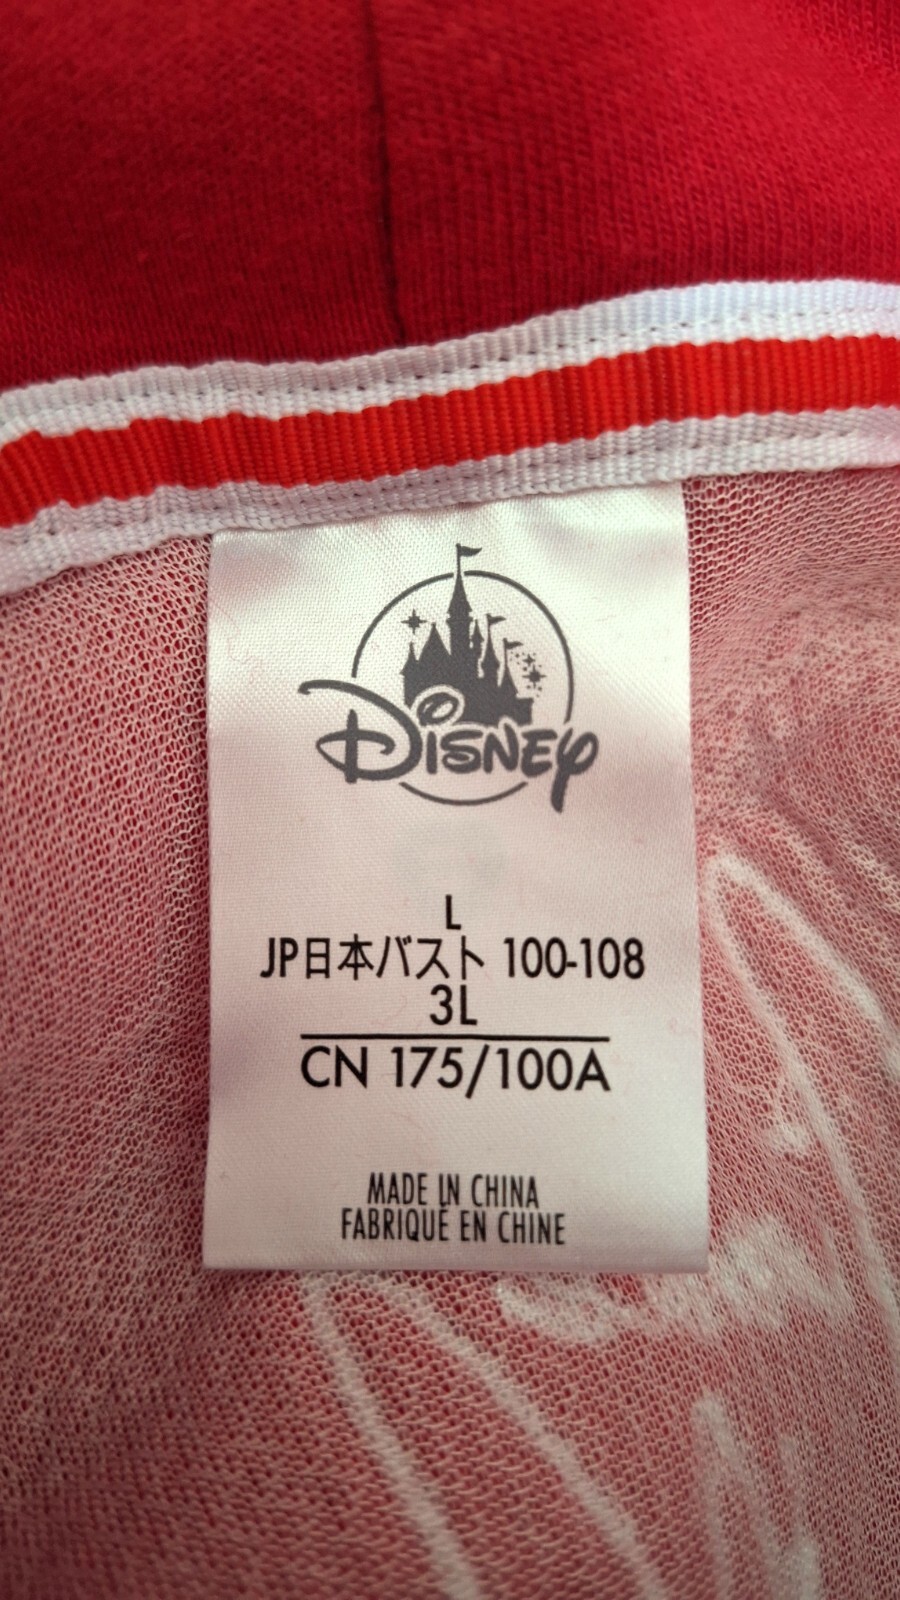 Disney
L
JP日本バスト 100-108
3L
CN 175/100A
MADE IN CHINA
FABRIQUÉ EN CHINE